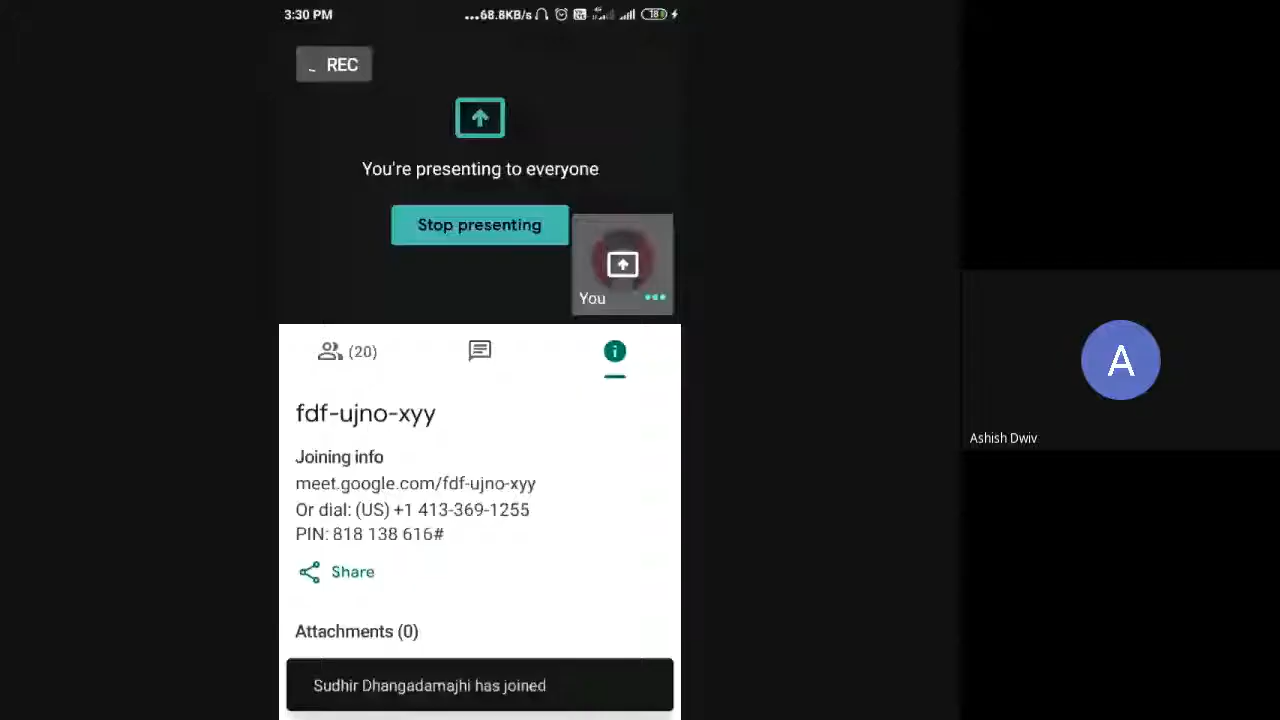 3:30 PM
...68.8KB/s
18
REC
You're presenting to everyone
Stop presenting
You
(20)
fdf-ujno-xyy
Joining info
meet.google.com/fdf-ujno-xyy
Or dial: (US) +1 413-369-1255
PIN: 818 138 616#
Share
Attachments (0)
Sudhir Dhangadamajhi has joined
A
Ashish Dwiv